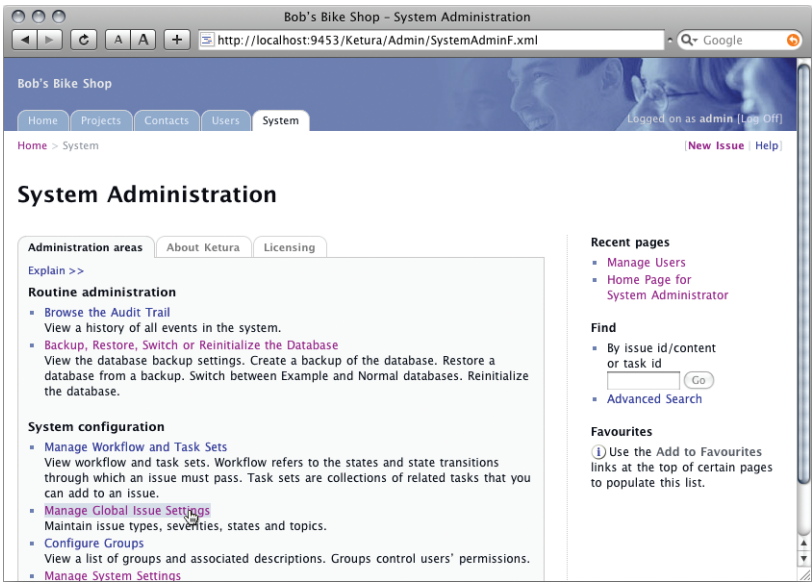 Bob's Bike Shop – System Administration
A A + http://localhost:9453/Ketura/Admin/SystemAdminF.xml Google
Bob's Bike Shop
Home Projects Contacts Users System
Logged on as admin [Log Off]
Home > System
|New Issue | Help|
System Administration
Administration areas About Ketura Licensing
Explain >>
Routine administration
Browse the Audit Trail
View a history of all events in the system.
Backup, Restore, Switch or Reinitialize the Database
View the database backup settings. Create a backup of the database. Restore a
database from a backup. Switch between Example and Normal databases. Reinitialize
the database.
System configuration
Manage Workflow and Task Sets
View workflow and task sets. Workflow refers to the states and state transitions
through which an issue must pass. Task sets are collections of related tasks that you
can add to an issue.
Manage Global Issue Settings
Maintain issue types, severities, states and topics.
Configure Groups
View a list of groups and associated descriptions. Groups control users' permissions.
Manage System Settings
Recent pages
Manage Users
Home Page for
System Administrator
Find
By issue id/content
or task id
Go
Advanced Search
Favourites
i Use the Add to Favourites
links at the top of certain pages
to populate this list.